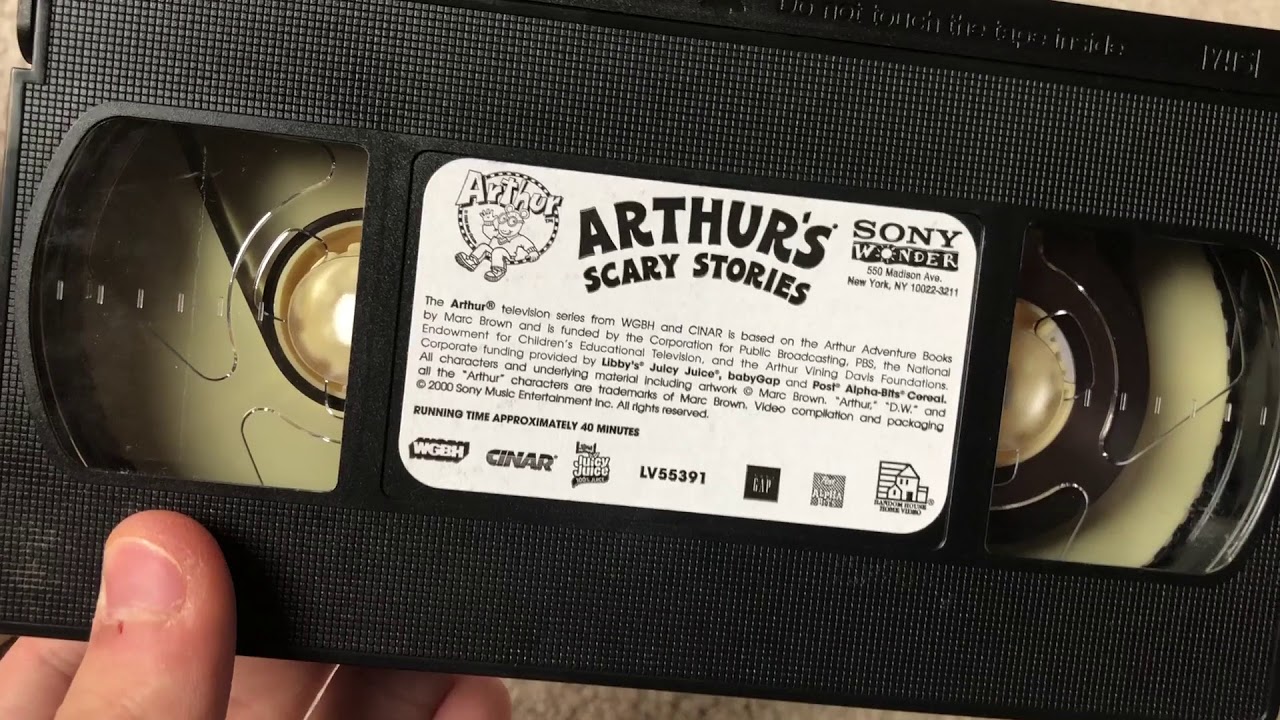 Do not touch the tape inside
VHS
Arthur
ARTHUR'S
SCARY STORIES
SONY
WONDER
550 Madison Ave.
New York, NY 10022-3211
The Arthur® television series from WGBH and CINAR is based on the Arthur Adventure Books
by Marc Brown and is funded by the Corporation for Public Broadcasting, PBS, the National
Endowment for Children's Educational Television, and the Arthur Vining Davis Foundations.
Corporate funding provided by Libby's® Juicy Juice®, babyGap and Post® Alpha-Bits® Cereal.
All characters and underlying material including artwork © Marc Brown. "Arthur," "D.W." and
all the "Arthur" characters are trademarks of Marc Brown. Video compilation and packaging
© 2000 Sony Music Entertainment Inc. All rights reserved.
RUNNING TIME APPROXIMATELY 40 MINUTES
WGBH
CINAR
Juicy
Juice
100% JUICE
LV55391
GAP
ALPHA
RANDOM HOUSE
HOME VIDEO